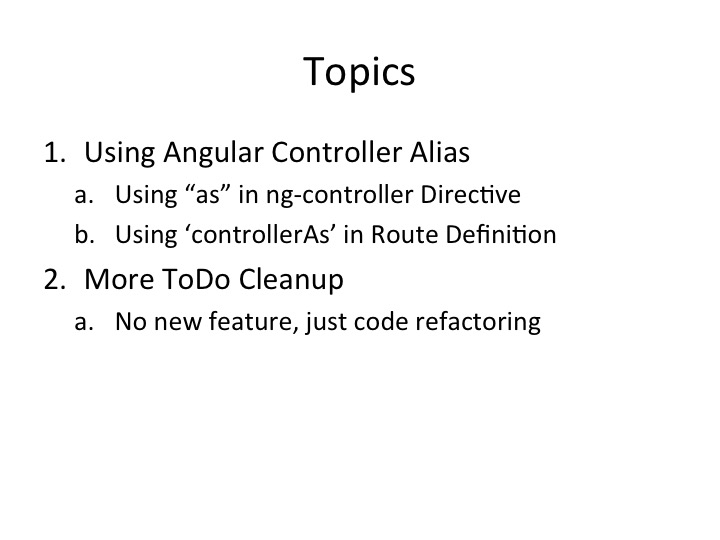 Topics
1. Using Angular Controller Alias
a. Using “as” in ng-controller Directive
b. Using ‘controllerAs’ in Route Definition
2. More ToDo Cleanup
a. No new feature, just code refactoring